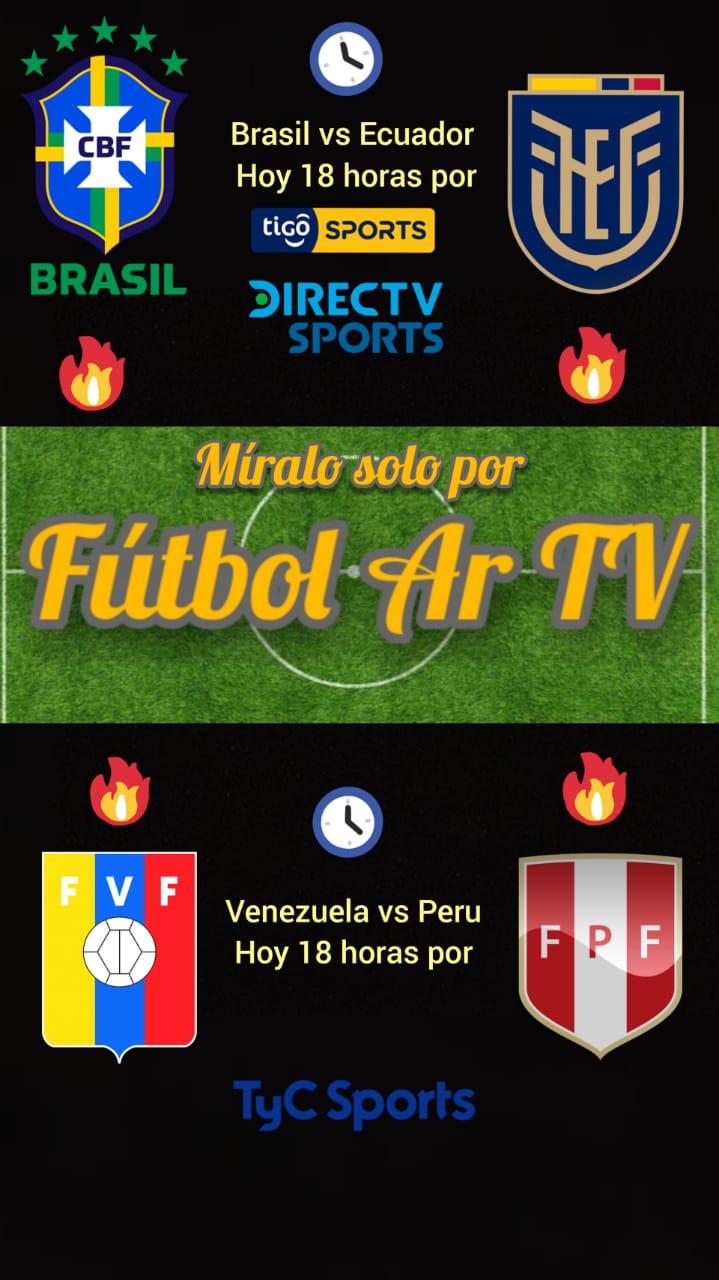 CBF
BRASIL
Brasil vs Ecuador
Hoy 18 horas por
tigo SPORTS
DIRECTV
SPORTS
FEF
Míralo solo por
Fútbol Ar TV
FVF
Venezuela vs Peru
Hoy 18 horas por
TyC Sports
FPF